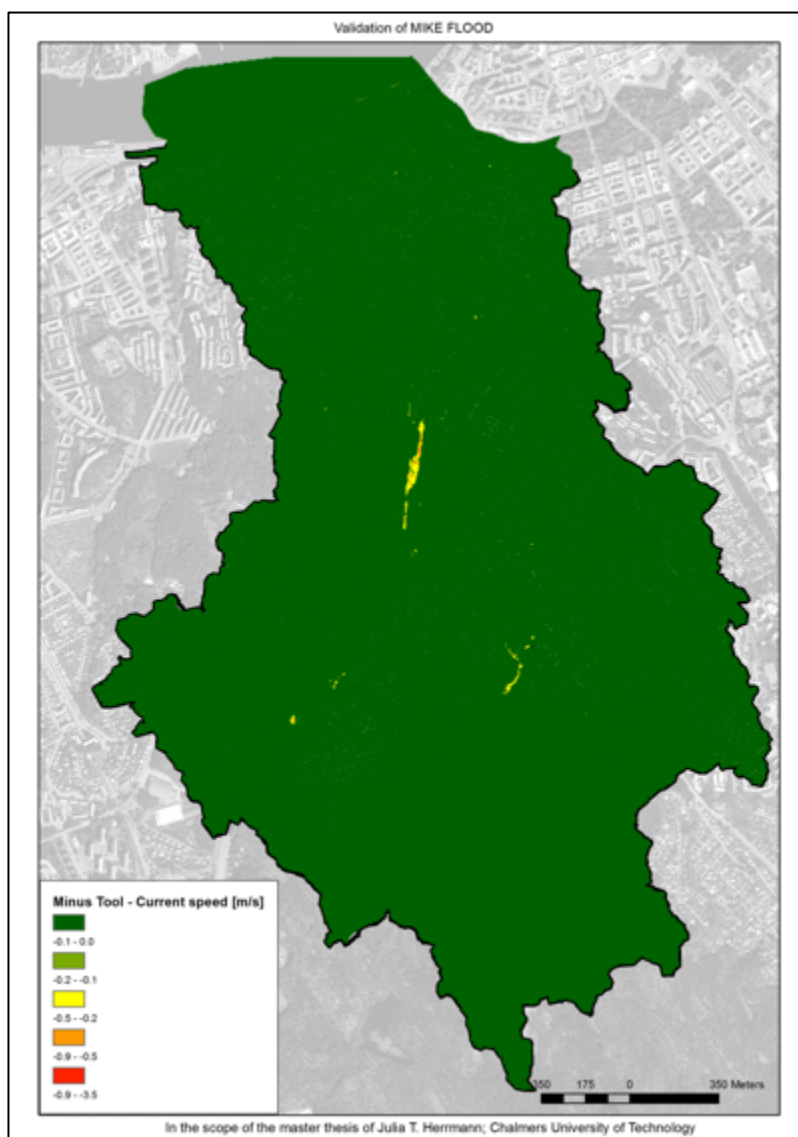 Validation of MIKE FLOOD
Minus Tool - Current speed [m/s]
-0.1 - 0.0
-0.2 - -0.1
-0.5 - -0.2
-0.9 - -0.5
-0.9 - -3.5
350 175 0 350 Meters
In the scope of the master thesis of Julia T. Herrmann; Chalmers University of Technology